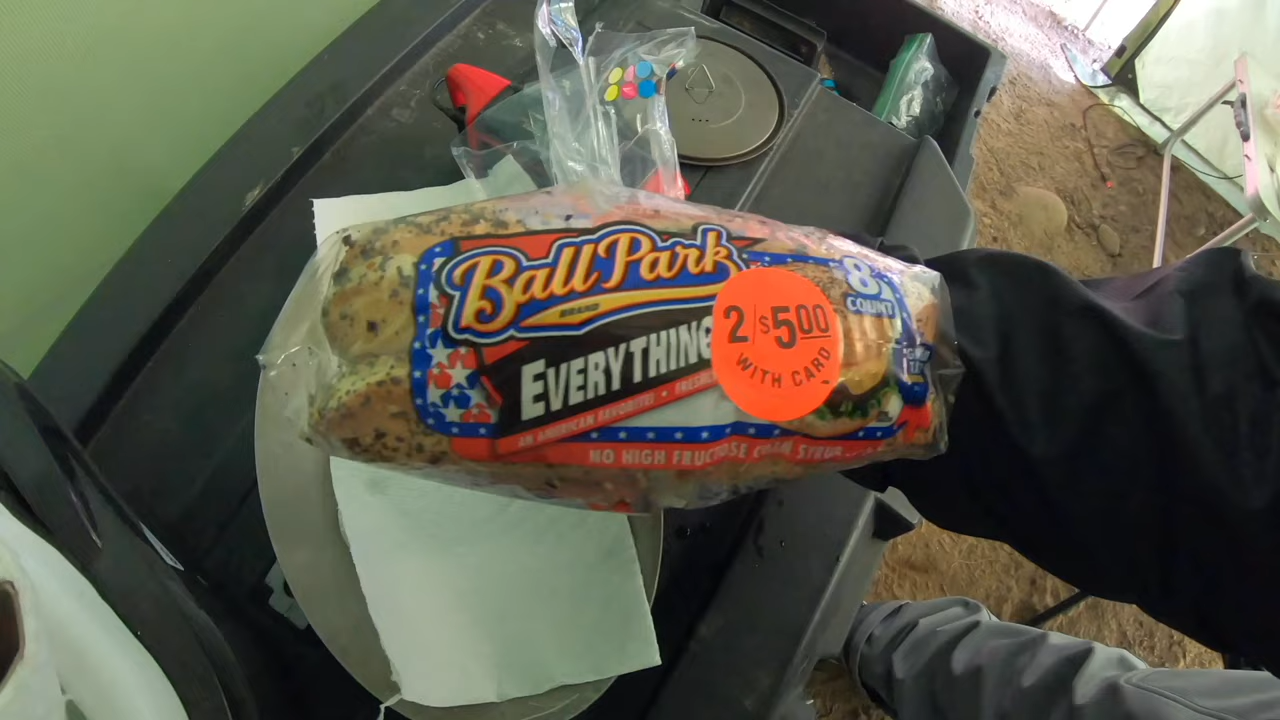 Ball Park
BRAND
EVERYTHING
AN AMERICAN FAVORITE! • FRESHLY
NO HIGH FRUCTOSE CORN SYRUP
2/$5.00
WITH CARD
8
COUNT